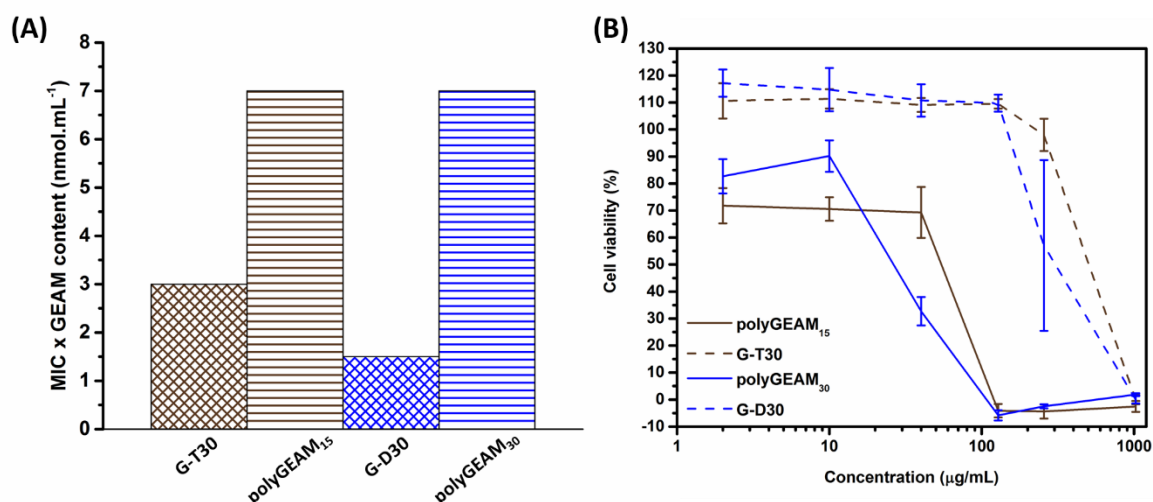 (A)
MIC x GEAM content (nmol.mL⁻¹)
8
7
6
5
4
3
2
1
0
G-T30
polyGEAM₁₅
G-D30
polyGEAM₃₀
(B)
Cell viability (%)
130
120
110
100
90
80
70
60
50
40
30
20
10
0
-10
polyGEAM₁₅
G-T30
polyGEAM₃₀
G-D30
1
10
100
1000
Concentration (µg/mL)